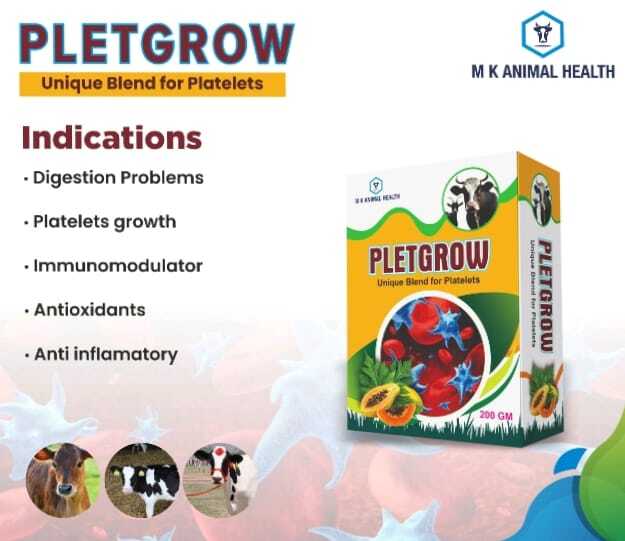 PLETGROW
Unique Blend for Platelets
M K ANIMAL HEALTH
Indications
• Digestion Problems
• Platelets growth
• Immunomodulator
• Antioxidants
• Anti inflamatory
M K ANIMAL HEALTH
PLETGROW
Unique Blend for Platelets
200 GM
PLETGROW
Unique Blend for Platelets